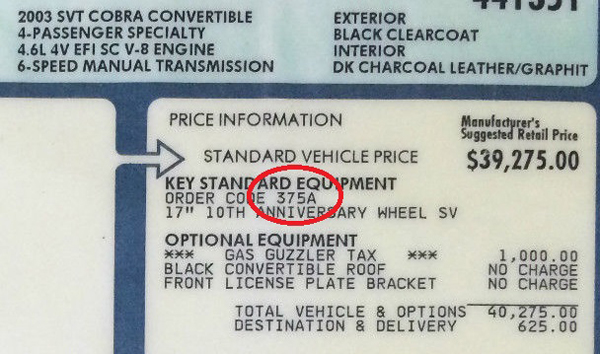 441351
2003 SVT COBRA CONVERTIBLE
4-PASSENGER SPECIALTY
4.6L 4V EFI SC V-8 ENGINE
6-SPEED MANUAL TRANSMISSION
EXTERIOR
BLACK CLEARCOAT
INTERIOR
DK CHARCOAL LEATHER/GRAPHIT
PRICE INFORMATION
Manufacturer's
Suggested Retail Price
STANDARD VEHICLE PRICE $39,275.00
KEY STANDARD EQUIPMENT
ORDER CODE 375A
17" 10TH ANNIVERSARY WHEEL SV
OPTIONAL EQUIPMENT
*** GAS GUZZLER TAX *** 1,000.00
BLACK CONVERTIBLE ROOF NO CHARGE
FRONT LICENSE PLATE BRACKET NO CHARGE
TOTAL VEHICLE & OPTIONS 40,275.00
DESTINATION & DELIVERY 625.00